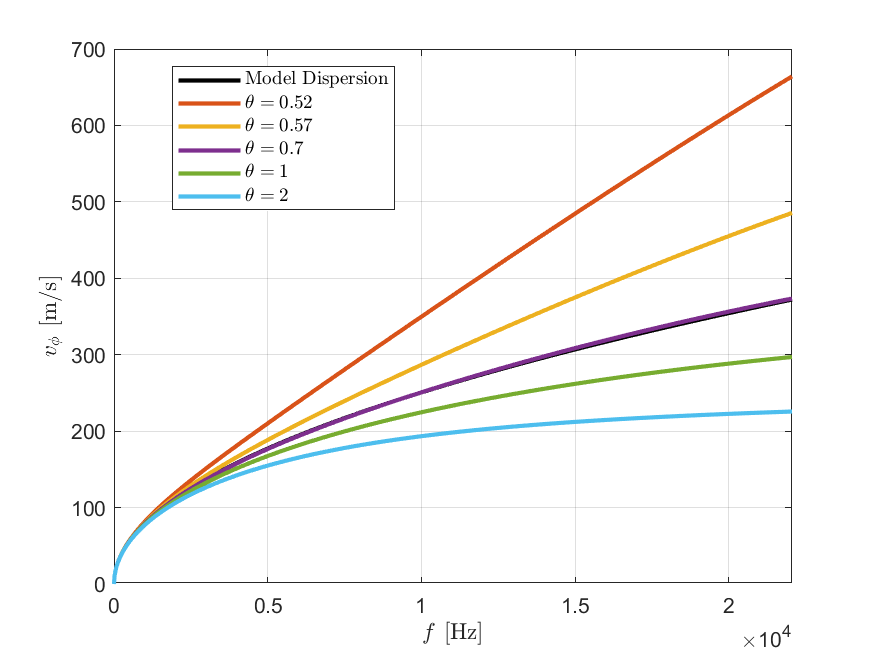 700
600
500
400
300
200
100
0
v_ϕ [m/s]
Model Dispersion
θ = 0.52
θ = 0.57
θ = 0.7
θ = 1
θ = 2
0 0.5 1 1.5 2
f [Hz]
×10^4